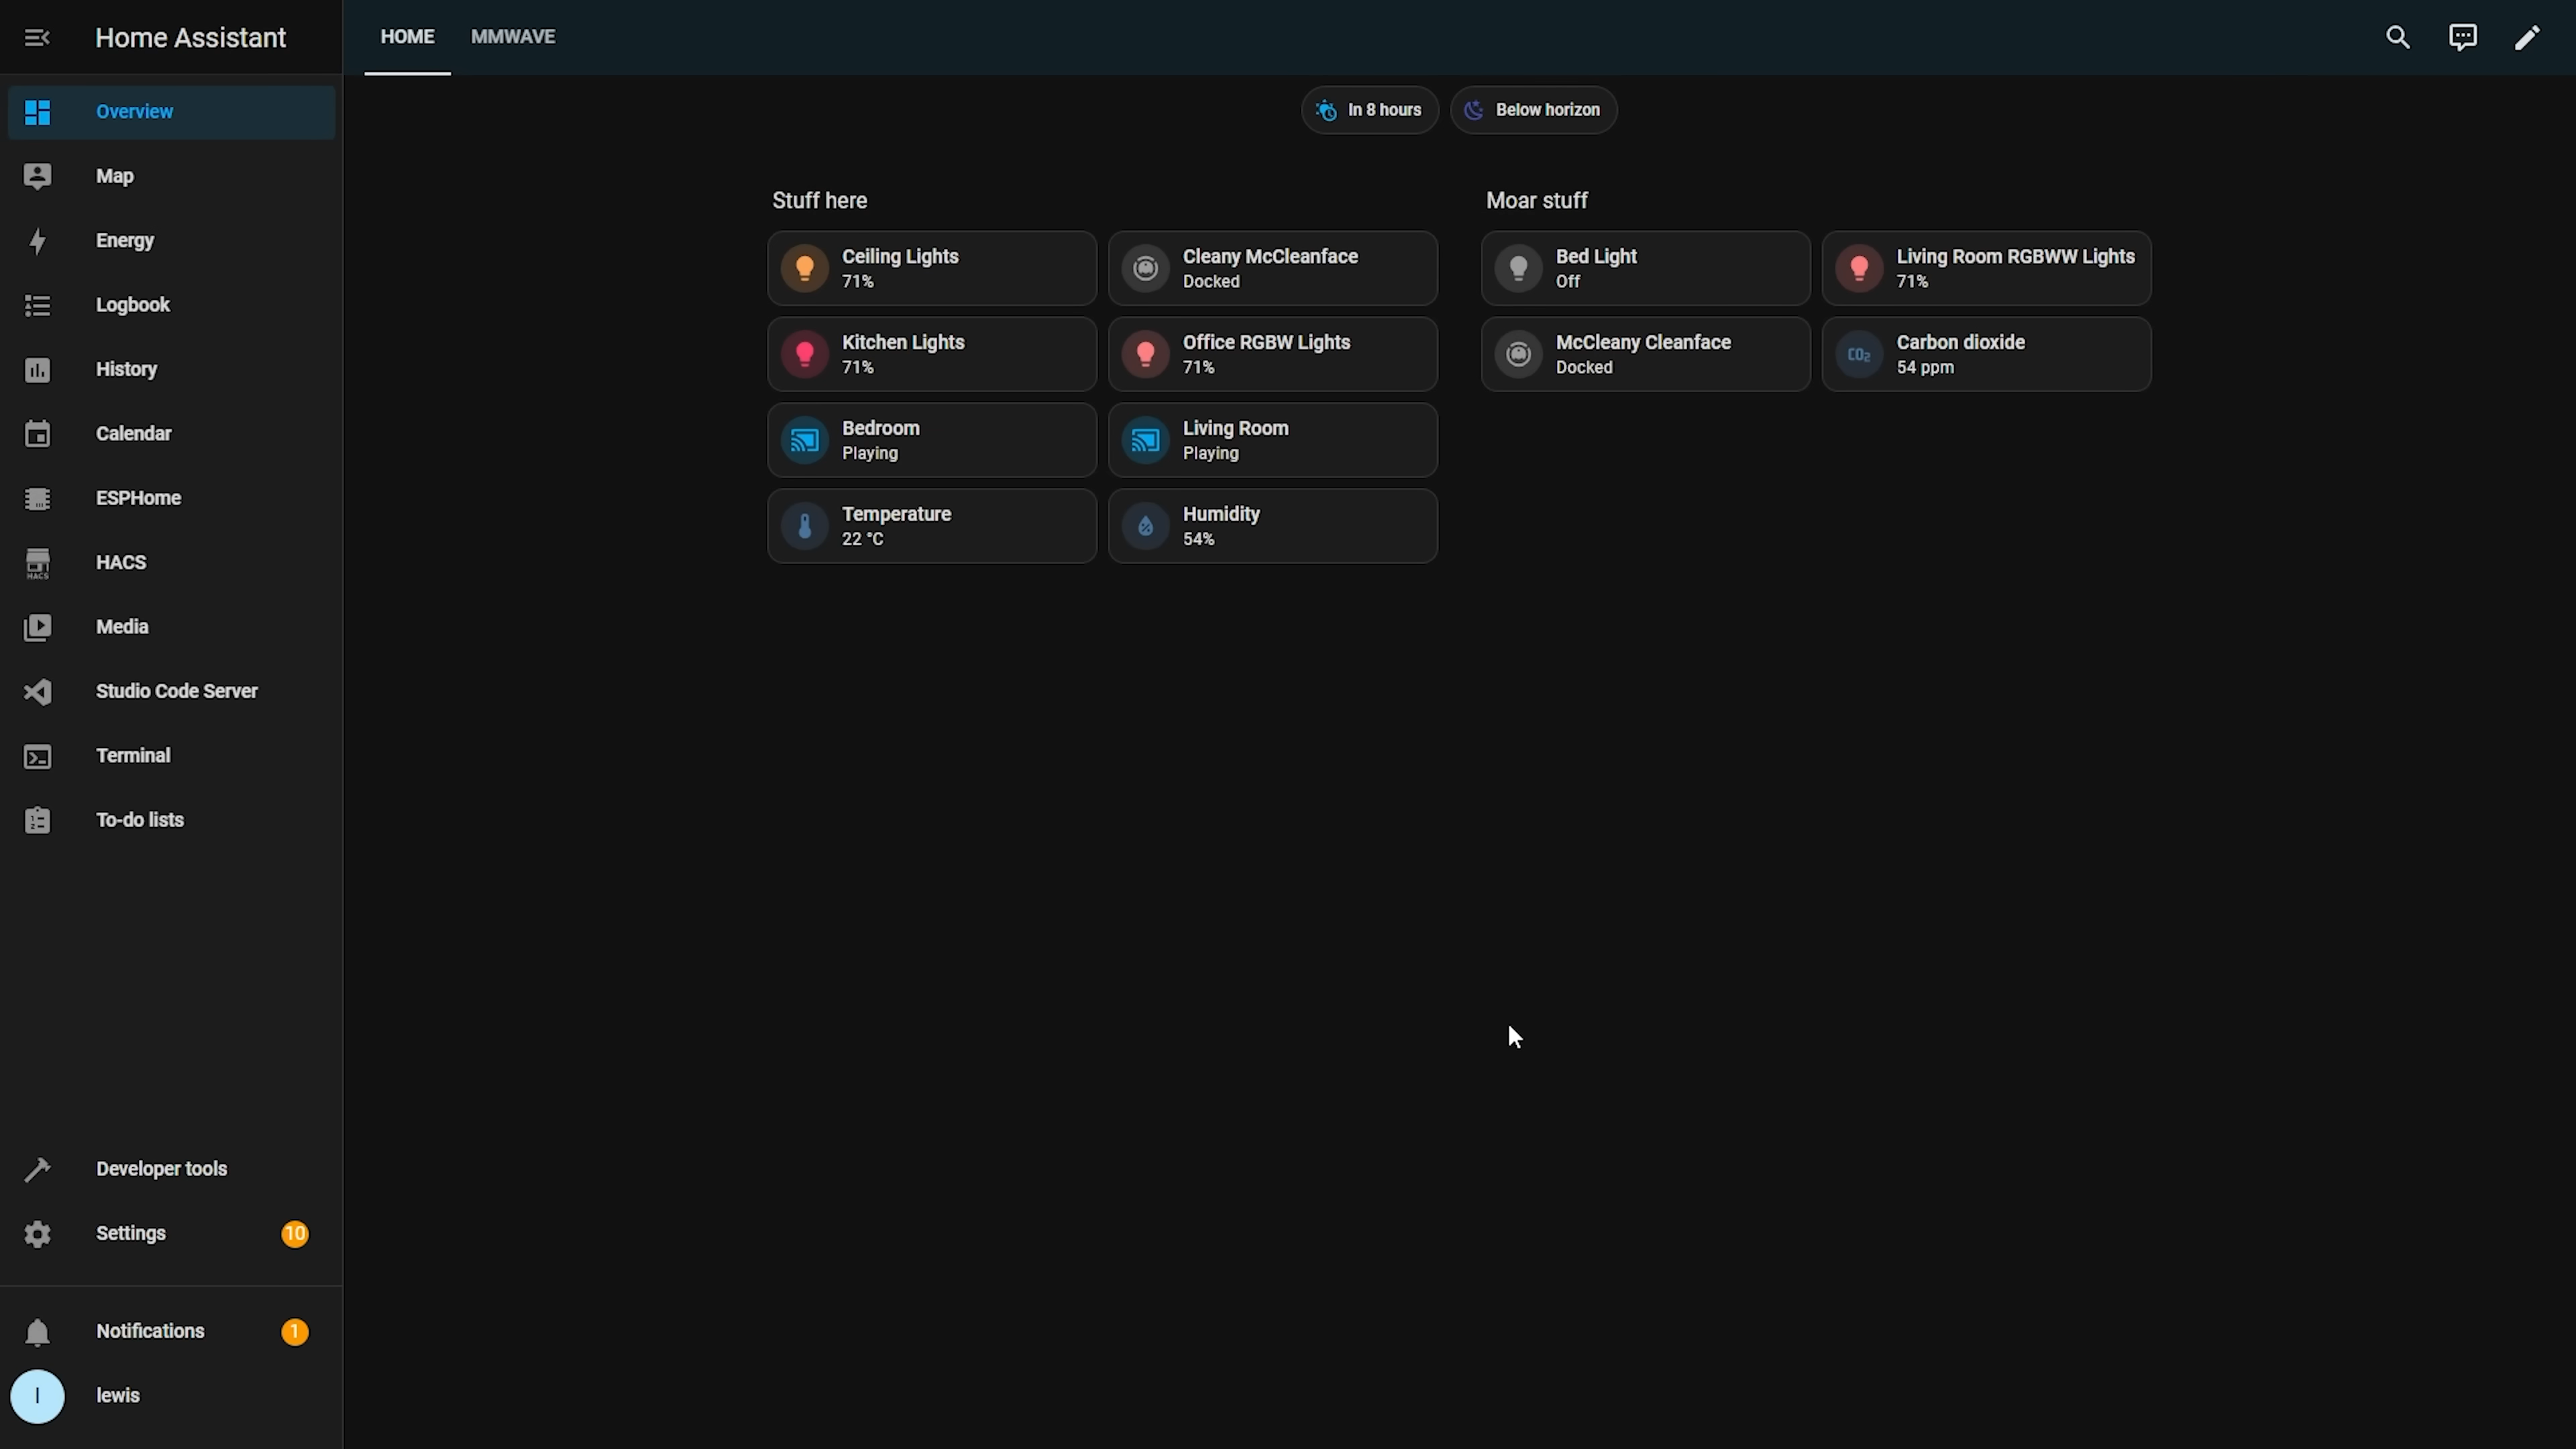 Home Assistant
HOME MMWAVE
Overview
Map
Energy
Logbook
History
Calendar
ESPHome
HACS
HACS
Media
Studio Code Server
Terminal
To-do lists
Developer tools
Settings 10
Notifications 1
l lewis
In 8 hours Below horizon
Stuff here
Ceiling Lights
71%
Cleany McCleanface
Docked
Kitchen Lights
71%
Office RGBW Lights
71%
Bedroom
Playing
Living Room
Playing
Temperature
22 °C
Humidity
54%
Moar stuff
Bed Light
Off
Living Room RGBWW Lights
71%
McCleany Cleanface
Docked
CO₂
Carbon dioxide
54 ppm